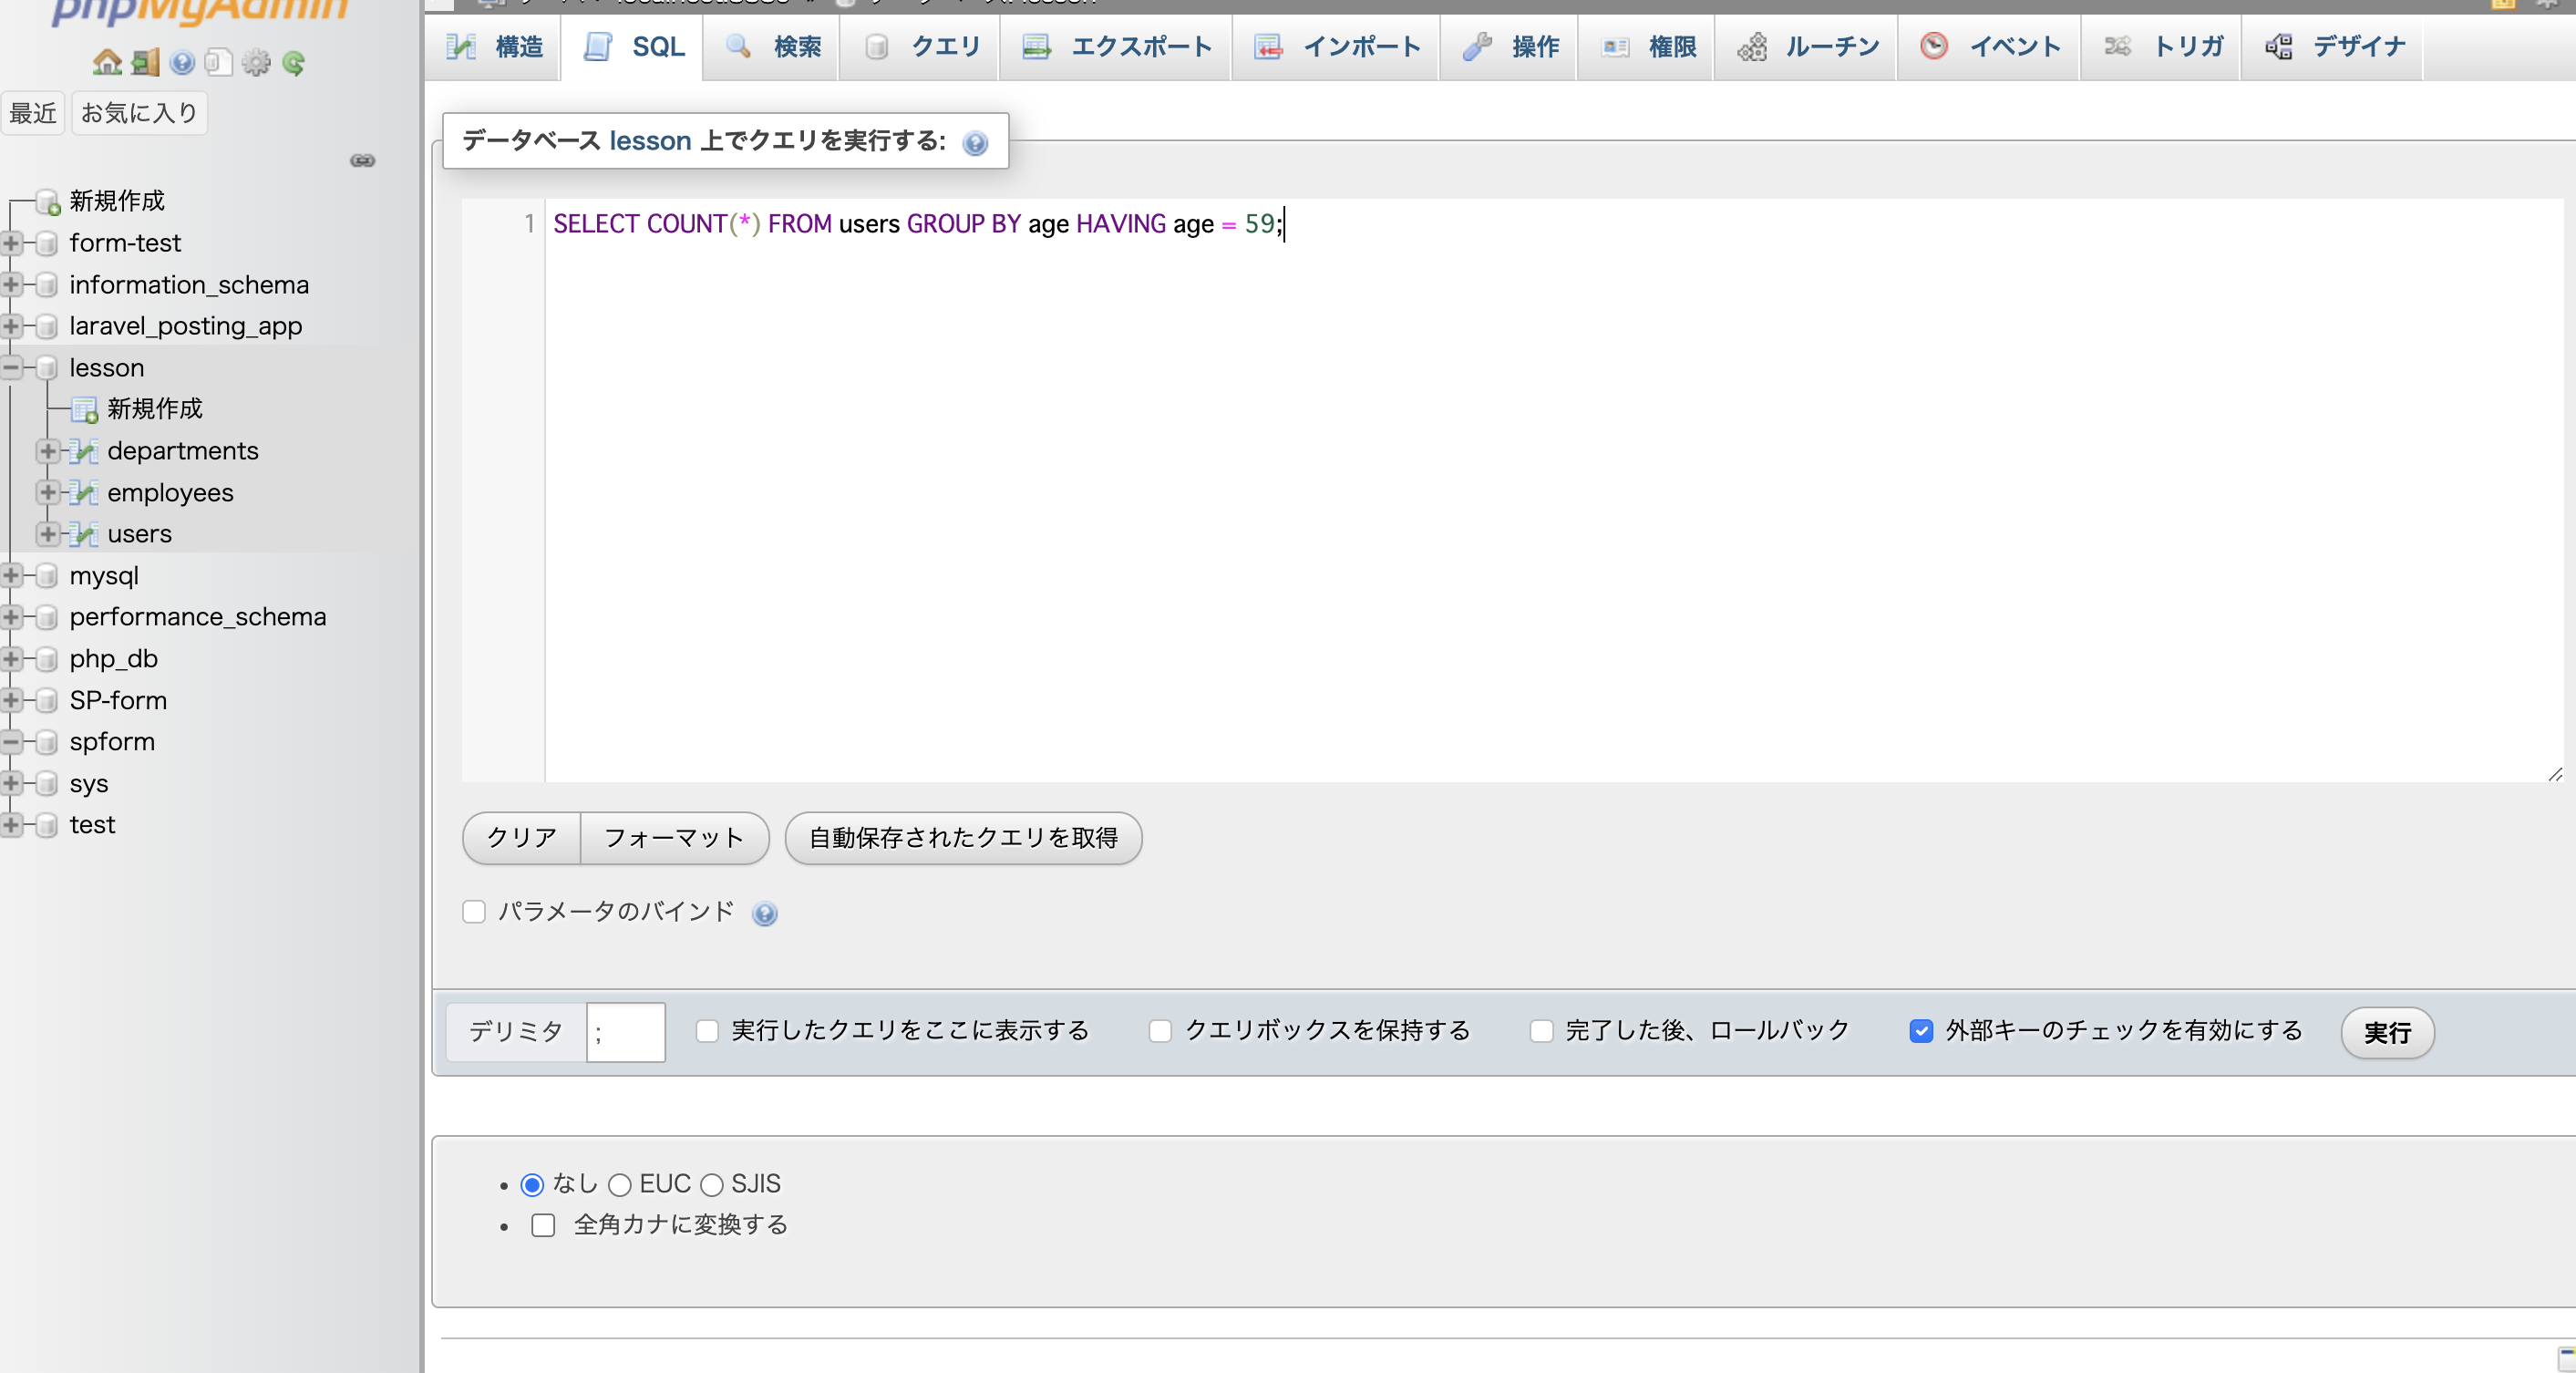 phpMyAdmin
最近 お気に入り
新規作成
form-test
information_schema
laravel_posting_app
lesson
新規作成
departments
employees
users
mysql
performance_schema
php_db
SP-form
spform
sys
test
構造 SQL 検索 クエリ エクスポート インポート 操作 権限 ルーチン イベント トリガ デザイナ
データベース lesson 上でクエリを実行する:
1 SELECT COUNT(*) FROM users GROUP BY age HAVING age = 59;
クリア フォーマット 自動保存されたクエリを取得
パラメータのバインド
デリミタ ; 実行したクエリをここに表示する クエリボックスを保持する 完了した後、ロールバック 外部キーのチェックを有効にする 実行
なし EUC SJIS
全角カナに変換する